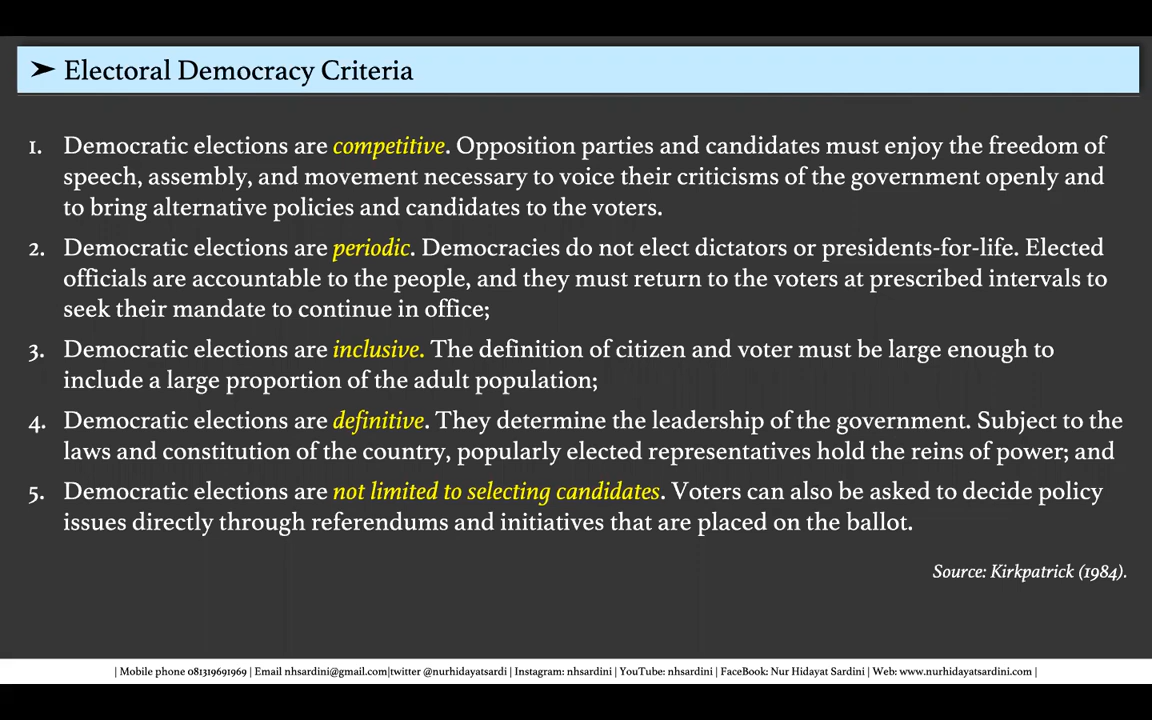 ➤ Electoral Democracy Criteria
1. Democratic elections are competitive. Opposition parties and candidates must enjoy the freedom of
speech, assembly, and movement necessary to voice their criticisms of the government openly and
to bring alternative policies and candidates to the voters.
2. Democratic elections are periodic. Democracies do not elect dictators or presidents-for-life. Elected
officials are accountable to the people, and they must return to the voters at prescribed intervals to
seek their mandate to continue in office;
3. Democratic elections are inclusive. The definition of citizen and voter must be large enough to
include a large proportion of the adult population;
4. Democratic elections are definitive. They determine the leadership of the government. Subject to the
laws and constitution of the country, popularly elected representatives hold the reins of power; and
5. Democratic elections are not limited to selecting candidates. Voters can also be asked to decide policy
issues directly through referendums and initiatives that are placed on the ballot.
Source: Kirkpatrick (1984).
| Mobile phone 081319691969 | Email nhsardini@gmail.com|twitter @nurhidayatsardi | Instagram: nhsardini | YouTube: nhsardini | FaceBook: Nur Hidayat Sardini | Web: www.nurhidayatsardini.com |